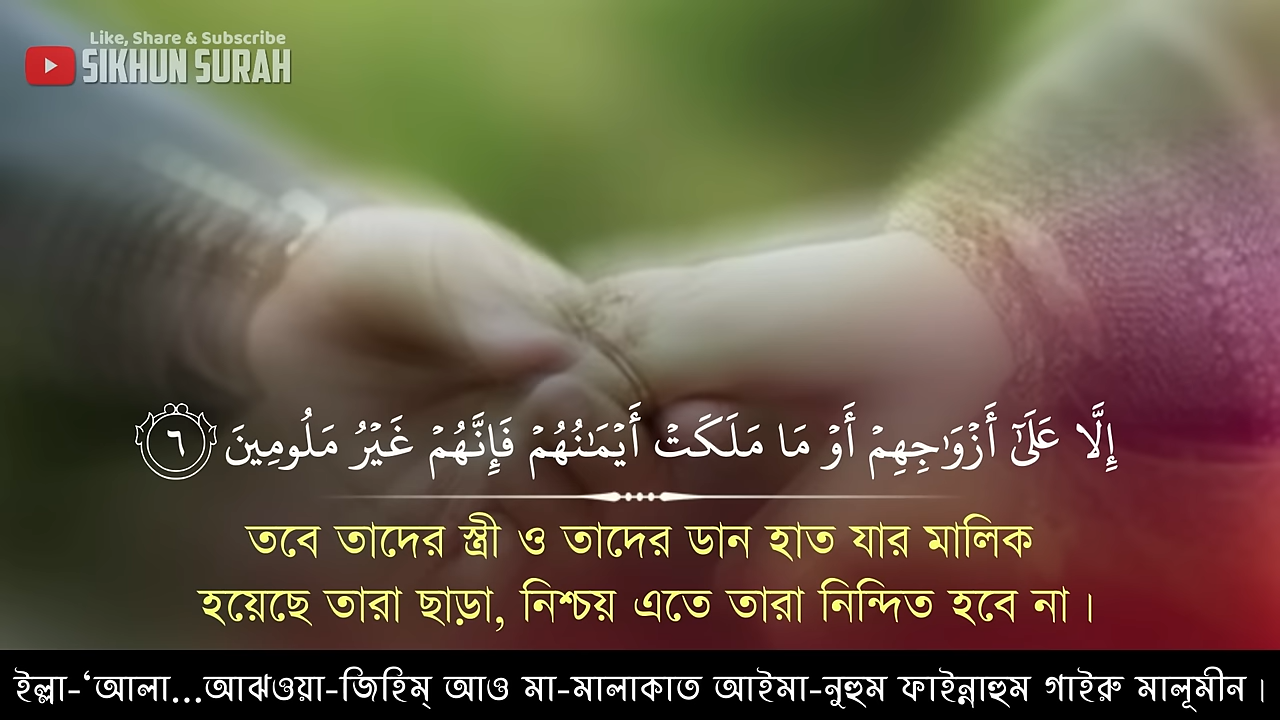 Like, Share & Subscribe
SIKHUN SURAH
إِلَّا عَلَىٰٓ أَزْوَٰجِهِمْ أَوْ مَا مَلَكَتْ أَيْمَـٰنُهُمْ فَإِنَّهُمْ غَيْرُ مَلُومِينَ ٦
তবে তাদের স্ত্রী ও তাদের ডান হাত যার মালিক
হয়েছে তারা ছাড়া, নিশ্চয় এতে তারা নিন্দিত হবে না।
ইল্লা-‘আলা...আঝওয়া-জিহিম্ আও মা-মালাকাত আইমা-নুহুম ফাইন্নাহুম গাইরু মালূমীন।